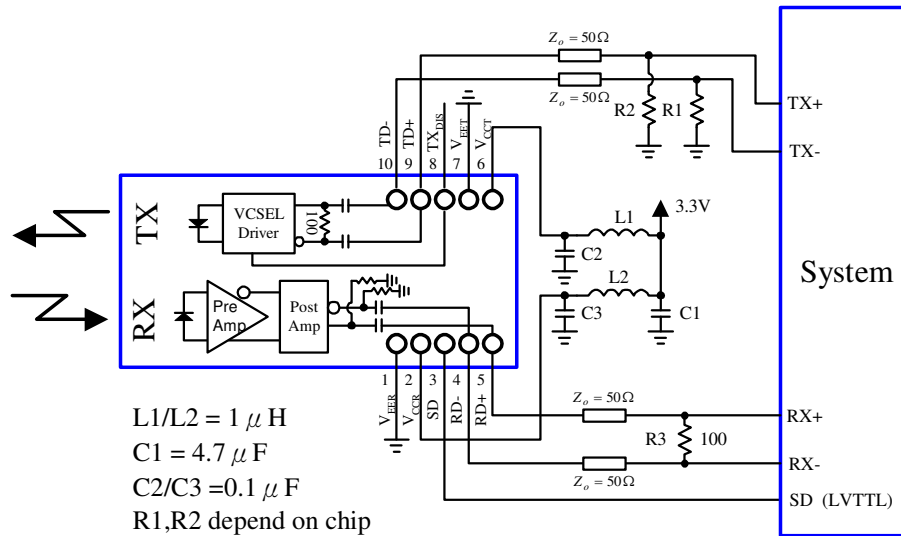 Z_o = 50Ω
Z_o = 50Ω
R2
R1
TX+
TX-
TD-
TD+
TX_DIS
V_EET
V_CCT
10
9
8
7
6
TX
VCSEL
Driver
100
L1
3.3V
C2
L2
C3
C1
System
RX
Pre
Amp
Post
Amp
1
2
3
4
5
V_EER
V_CCR
SD
RD-
RD+
Z_o = 50Ω
RX+
R3
100
RX-
Z_o = 50Ω
SD (LVTTL)
L1/L2 = 1 μH
C1 = 4.7 μF
C2/C3 =0.1 μF
R1,R2 depend on chip